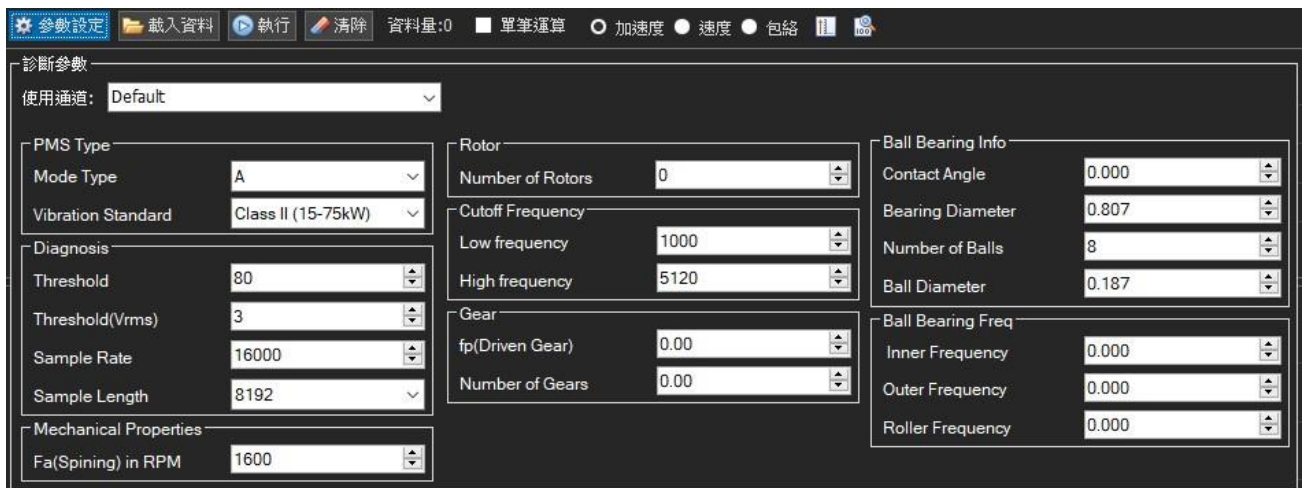 參數設定 載入資料 執行 清除 資料量:0 單筆運算 加速度 速度 包絡
診斷參數
使用通道: Default
PMS Type
Mode Type A
Vibration Standard Class II (15-75kW)
Diagnosis
Threshold 80
Threshold(Vrms) 3
Sample Rate 16000
Sample Length 8192
Mechanical Properties
Fa(Spining) in RPM 1600
Rotor
Number of Rotors 0
Cutoff Frequency
Low frequency 1000
High frequency 5120
Gear
fp(Driven Gear) 0.00
Number of Gears 0.00
Ball Bearing Info
Contact Angle 0.000
Bearing Diameter 0.807
Number of Balls 8
Ball Diameter 0.187
Ball Bearing Freq
Inner Frequency 0.000
Outer Frequency 0.000
Roller Frequency 0.000